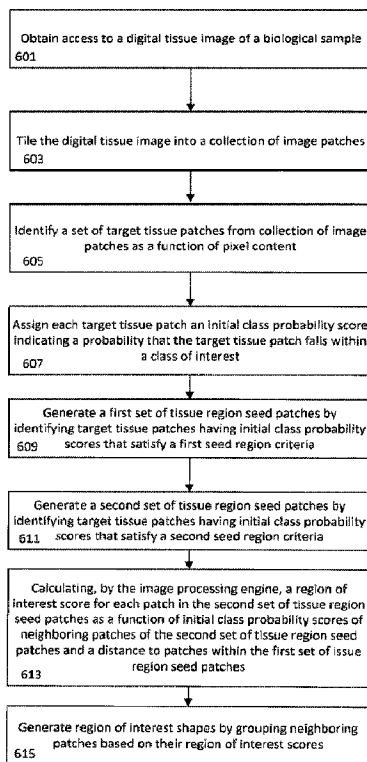 Obtain access to a digital tissue image of a biological sample
601
Tile the digital tissue image into a collection of image patches
603
Identify a set of target tissue patches from collection of image
patches as a function of pixel content
605
Assign each target tissue patch an initial class probability score
indicating a probability that the target tissue patch falls within
a class of interest
607
Generate a first set of tissue region seed patches by
identifying target tissue patches having initial class probability
scores that satisfy a first seed region criteria
609
Generate a second set of tissue region seed patches by
identifying target tissue patches having initial class probability
scores that satisfy a second seed region criteria
611
Calculating, by the image processing engine, a region of
interest score for each patch in the second set of tissue region
seed patches as a function of initial class probability scores of
neighboring patches of the second set of tissue region seed
patches and a distance to patches within the first set of issue
region seed patches
613
Generate region of interest shapes by grouping neighboring
patches based on their region of interest scores
615